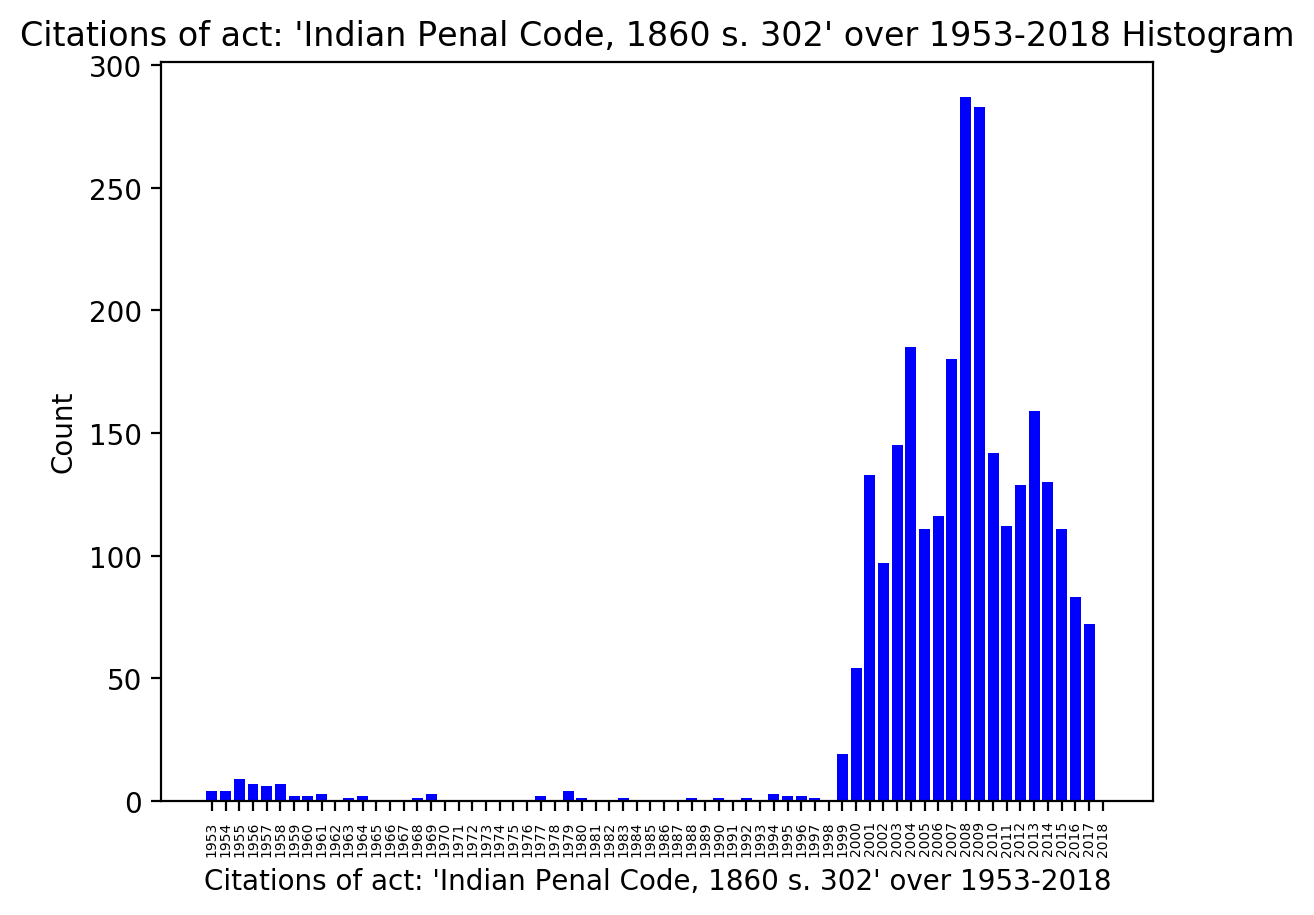 Citations of act: 'Indian Penal Code, 1860 s. 302' over 1953-2018 Histogram
300
250
200
150
100
50
0
Count
1953 1954 1955 1956 1957 1958 1959 1960 1961 1962 1963 1964 1965 1966 1967 1968 1969 1970 1971 1972 1973 1974 1975 1976 1977 1978 1979 1980 1981 1982 1983 1984 1985 1986 1987 1988 1989 1990 1991 1992 1993 1994 1995 1996 1997 1998 1999 2000 2001 2002 2003 2004 2005 2006 2007 2008 2009 2010 2011 2012 2013 2014 2015 2016 2017 2018
Citations of act: 'Indian Penal Code, 1860 s. 302' over 1953-2018